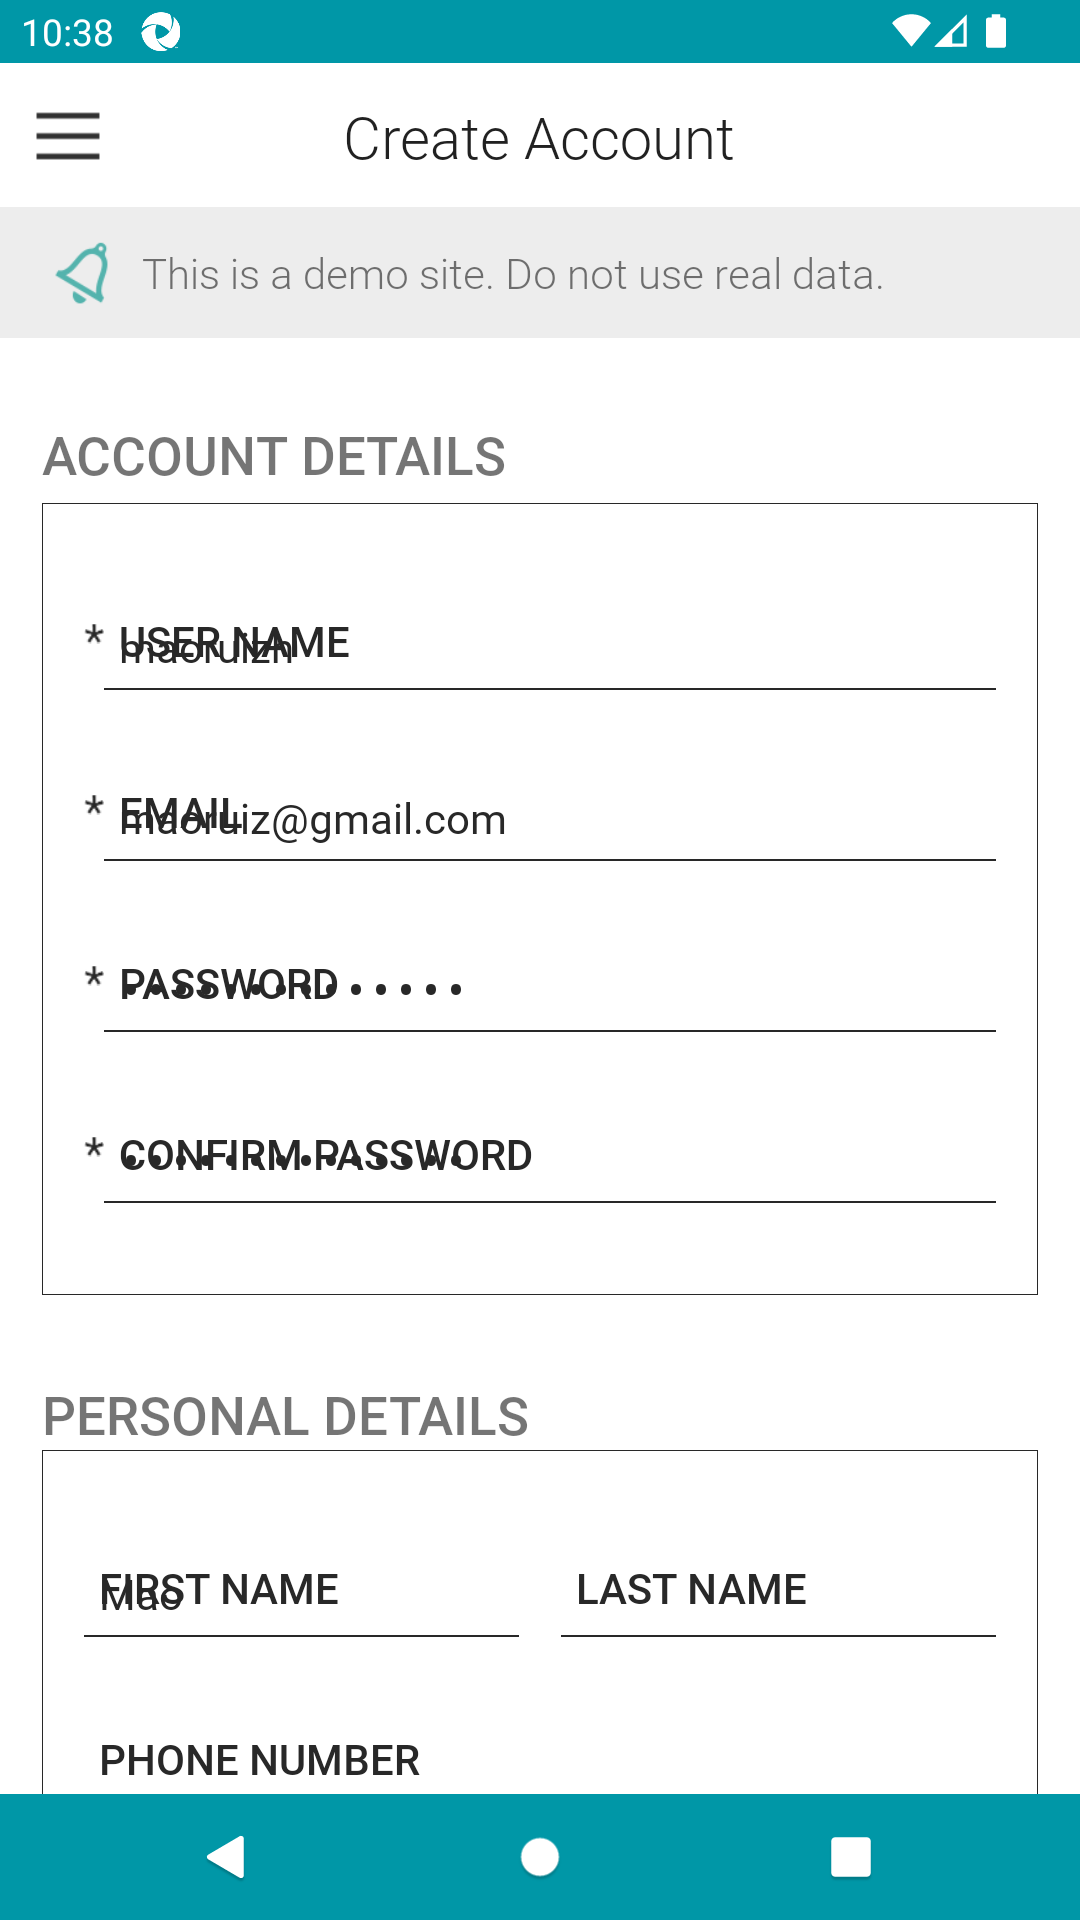 10:38
Create Account
This is a demo site. Do not use real data.
ACCOUNT DETAILS
* USER NAME
maoruizh
* EMAIL
maoruiz@gmail.com
* PASSWORD
••••••••••••••
* CONFIRM PASSWORD
••••••••••••••
PERSONAL DETAILS
FIRST NAME LAST NAME
Mao
PHONE NUMBER